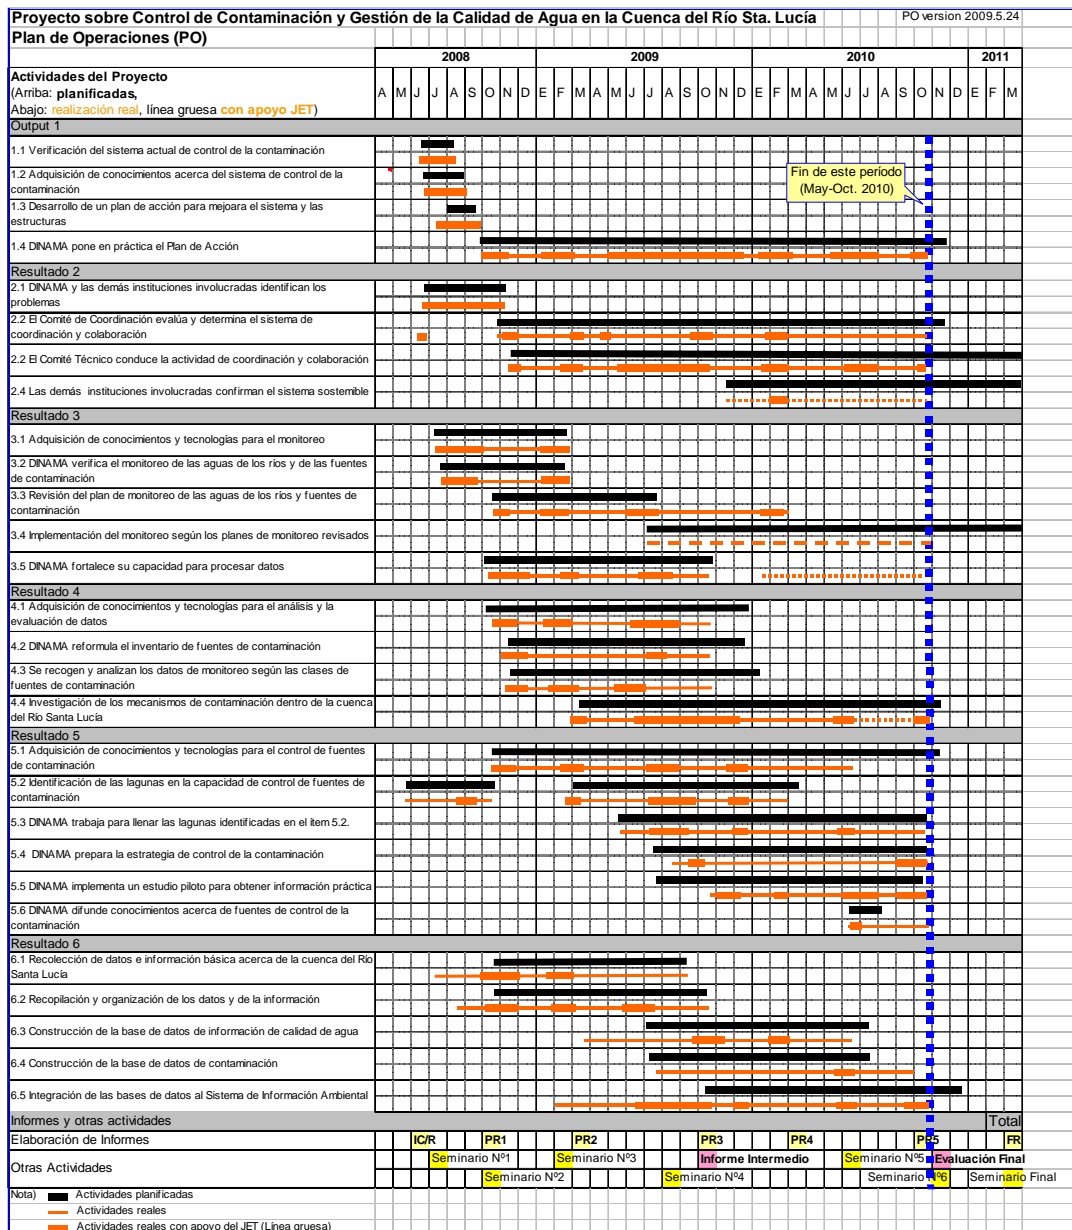 Proyecto sobre Control de Contaminación y Gestión de la Calidad de Agua en la Cuenca del Río Sta. Lucía
PO version 2009.5.24
Plan de Operaciones (PO)
2008 2009 2010 2011
Actividades del Proyecto
(Arriba: planificadas,
Abajo: realización real, línea gruesa con apoyo JET)
A M J J A S O N D E F M A M J J A S O N D E F M A M J J A S O N D E F M
Output 1
1.1 Verificación del sistema actual de control de la contaminación
1.2 Adquisición de conocimientos acerca del sistema de control de la
contaminación
Fin de este período
(May-Oct. 2010)
1.3 Desarrollo de un plan de acción para mejoara el sistema y las
estructuras
1.4 DINAMA pone en práctica el Plan de Acción
Resultado 2
2.1 DINAMA y las demás instituciones involucradas identifican los
problemas
2.2 El Comité de Coordinación evalúa y determina el sistema de
coordinación y colaboración
2.2 El Comité Técnico conduce la actividad de coordinación y colaboración
2.4 Las demás instituciones involucradas confirman el sistema sostenible
Resultado 3
3.1 Adquisición de conocimientos y tecnologías para el monitoreo
3.2 DINAMA verifica el monitoreo de las aguas de los ríos y de las fuentes
de contaminación
3.3 Revisión del plan de monitoreo de las aguas de los ríos y fuentes de
contaminación
3.4 Implementación del monitoreo según los planes de monitoreo revisados
3.5 DINAMA fortalece su capacidad para procesar datos
Resultado 4
4.1 Adquisición de conocimientos y tecnologías para el análisis y la
evaluación de datos
4.2 DINAMA reformula el inventario de fuentes de contaminación
4.3 Se recogen y analizan los datos de monitoreo según las clases de
fuentes de contaminación
4.4 Investigación de los mecanismos de contaminación dentro de la cuenca
del Río Santa Lucía
Resultado 5
5.1 Adquisición de conocimientos y tecnologías para el control de fuentes
de contaminación
5.2 Identificación de las lagunas en la capacidad de control de fuentes de
contaminación
5.3 DINAMA trabaja para llenar las lagunas identificadas en el ítem 5.2.
5.4 DINAMA prepara la estrategia de control de la contaminación
5.5 DINAMA implementa un estudio piloto para obtener información práctica
5.6 DINAMA difunde conocimientos acerca de fuentes de control de la
contaminación
Resultado 6
6.1 Recolección de datos e información básica acerca de la cuenca del Río
Santa Lucía
6.2 Recopilación y organización de los datos y de la información
6.3 Construcción de la base de datos de información de calidad de agua
6.4 Construcción de la base de datos de contaminación
6.5 Integración de las bases de datos al Sistema de Información Ambiental
Informes y otras actividades Total
Elaboración de Informes IC/R PR1 PR2 PR3 PR4 PR5 FR
Otras Actividades
Seminario Nº1 Seminario Nº3 Informe Intermedio Seminario Nº5 Evaluación Final
Seminario Nº2 Seminario Nº4 Seminario Nº6 Seminario Final
Nota) Actividades planificadas
Actividades reales
Actividades reales con apoyo del JET (Línea gruesa)